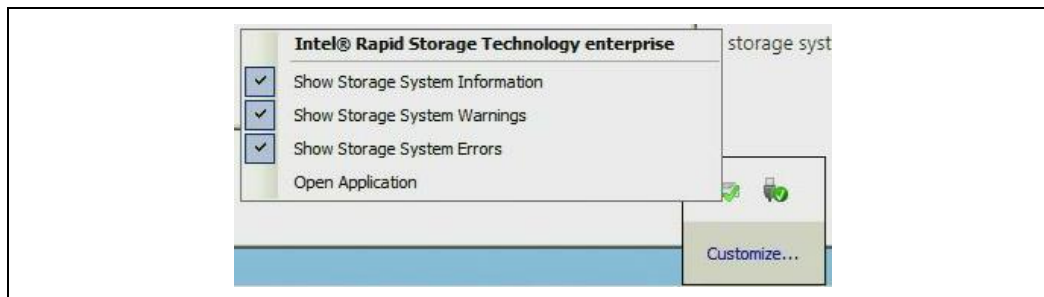 Intel® Rapid Storage Technology enterprise
storage syst
Show Storage System Information
Show Storage System Warnings
Show Storage System Errors
Open Application
Customize...